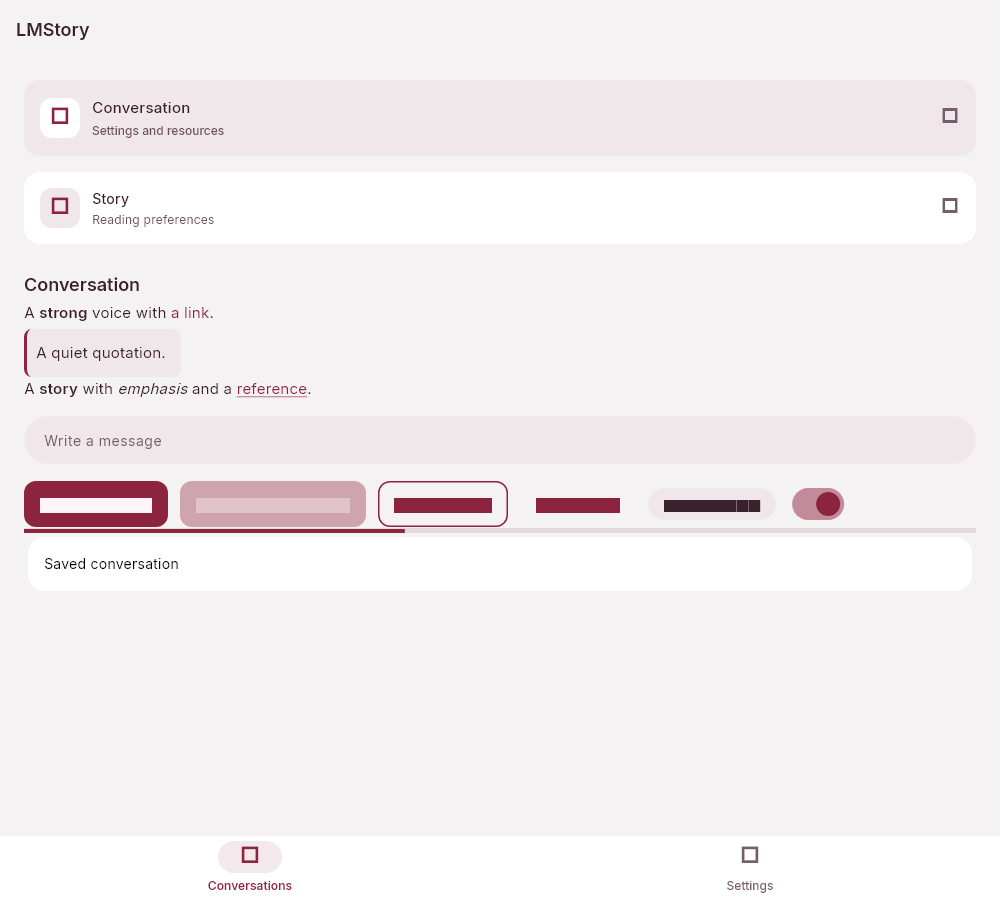 LMStory
Conversation
Settings and resources
Story
Reading preferences
Conversation
A strong voice with a link.
A quiet quotation.
A story with emphasis and a reference.
Write a message
Saved conversation
Conversations
Settings